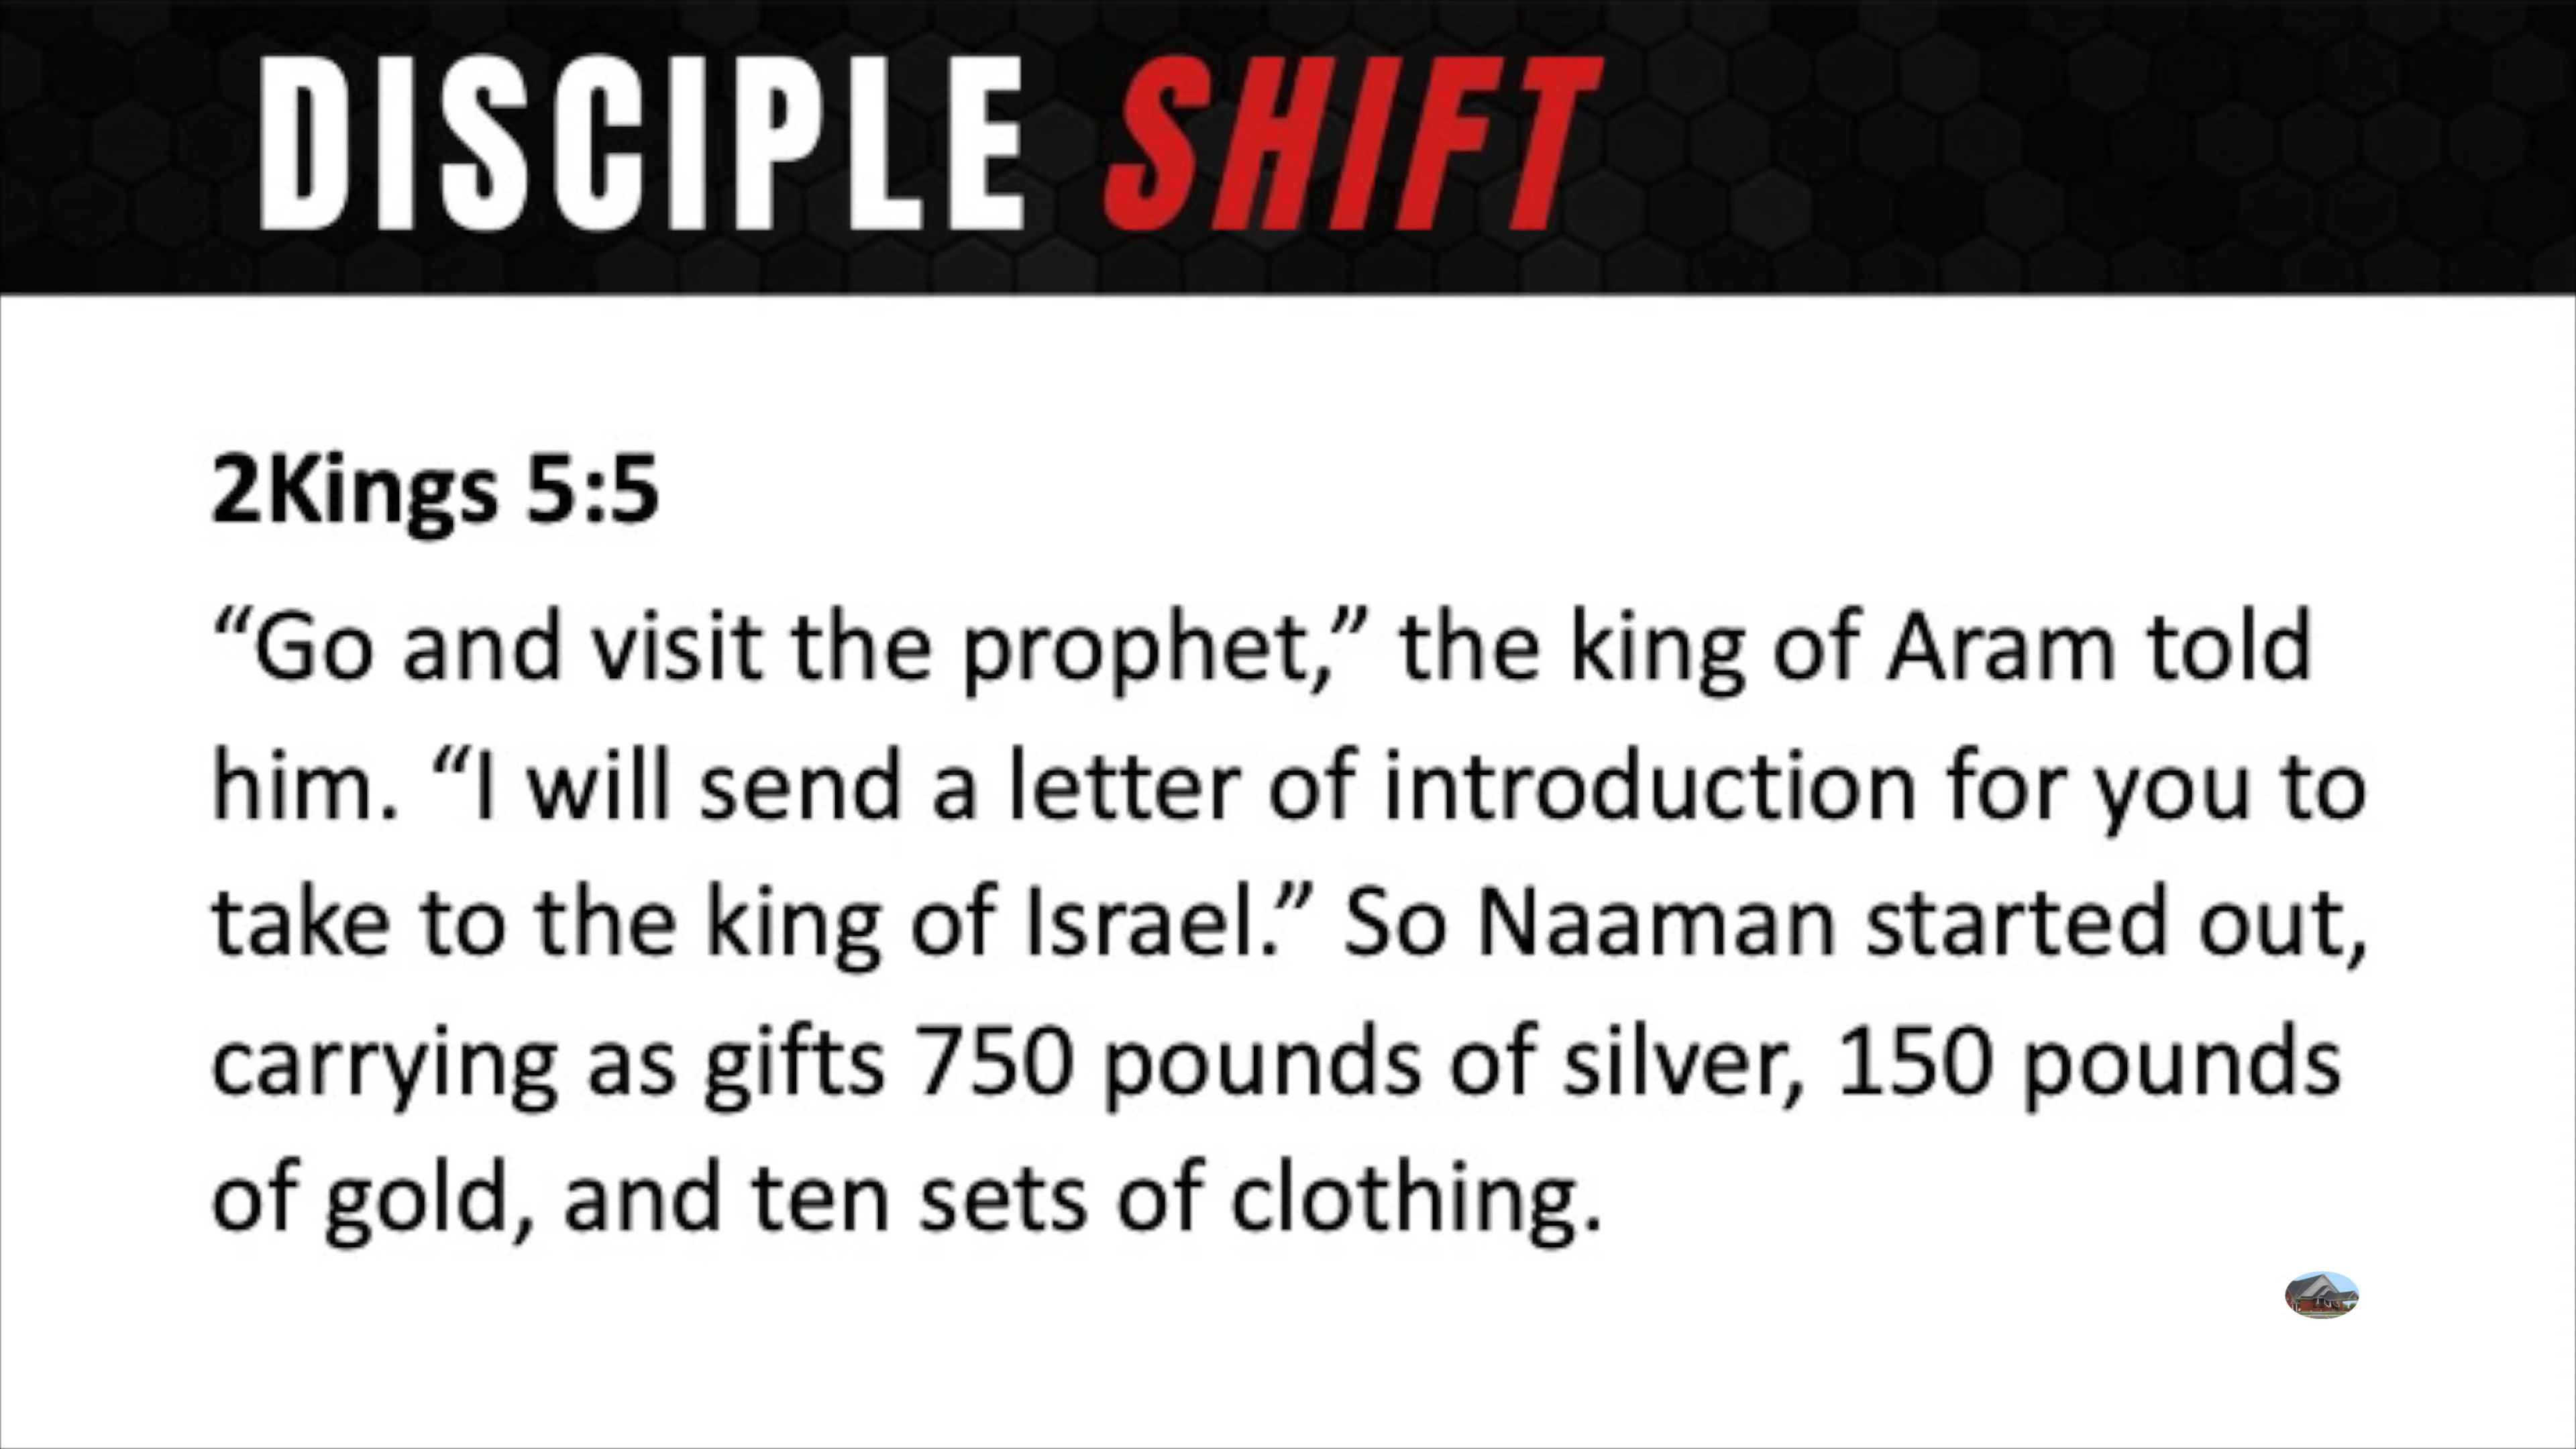 DISCIPLE SHIFT
2Kings 5:5
“Go and visit the prophet,” the king of Aram told
him. “I will send a letter of introduction for you to
take to the king of Israel.” So Naaman started out,
carrying as gifts 750 pounds of silver, 150 pounds
of gold, and ten sets of clothing.